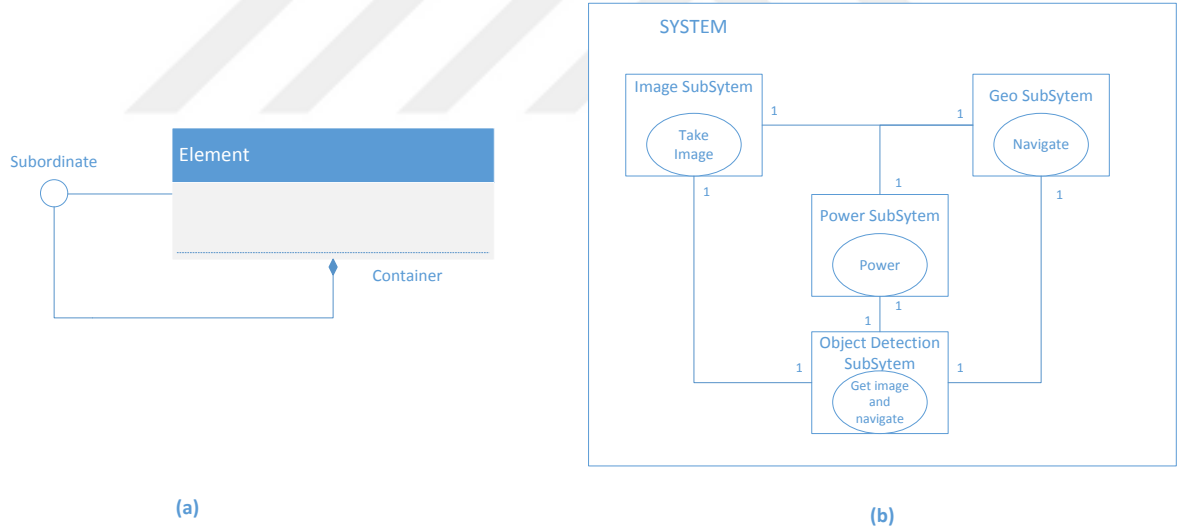 Subordinate
Element
Container
(a)
SYSTEM
Image SubSytem
Take
Image
1
1
Geo SubSytem
Navigate
1
1
1
Power SubSytem
Power
1
1
Object Detection
SubSytem
Get image
and
navigate
1
1
(b)